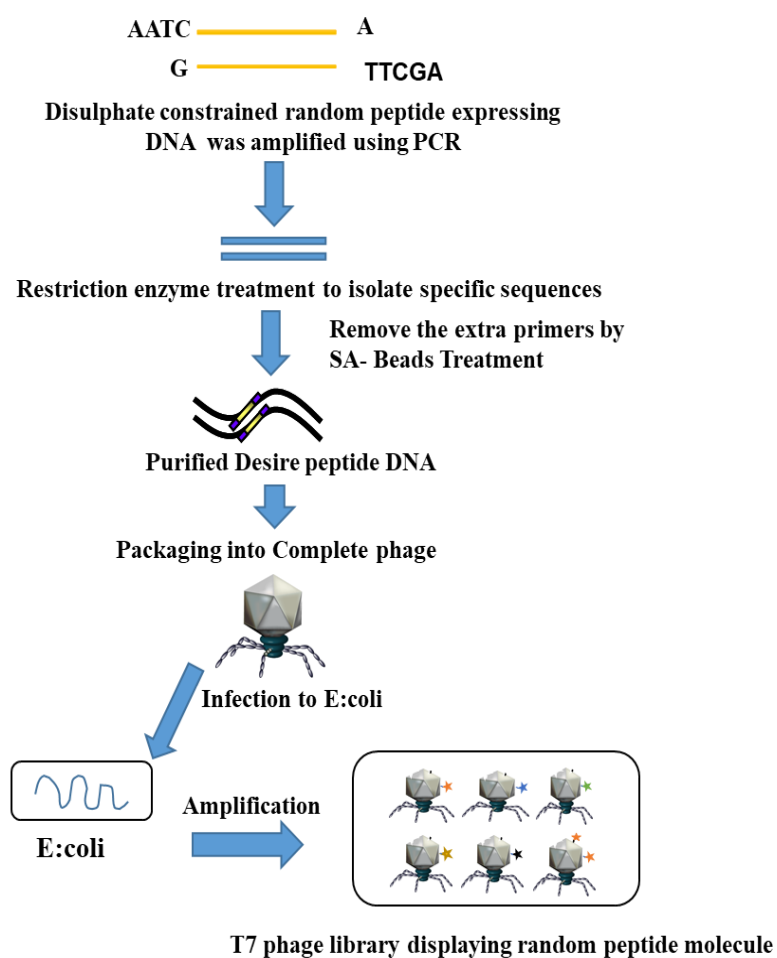 AATC A
G TTCGA
Disulphate constrained random peptide expressing
DNA was amplified using PCR
Restriction enzyme treatment to isolate specific sequences
Remove the extra primers by
SA- Beads Treatment
Purified Desire peptide DNA
Packaging into Complete phage
Infection to E:coli
Amplification
E:coli
T7 phage library displaying random peptide molecule